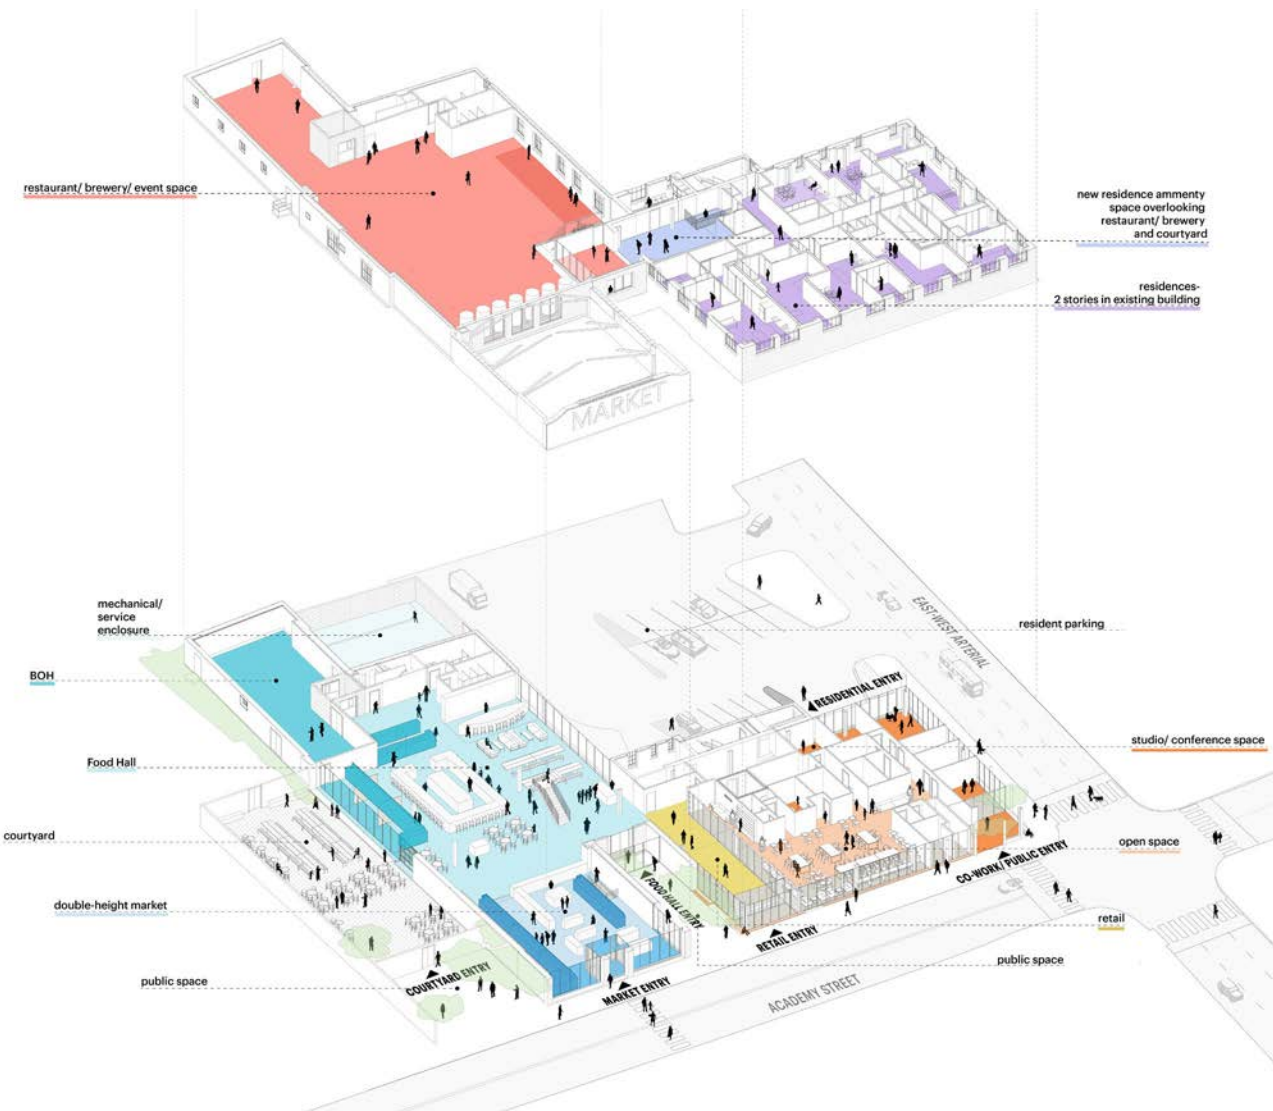 restaurant/ brewery/ event space
new residence ammenty
space overlooking
restaurant/ brewery
and courtyard
residences-
2 stories in existing building
MARKET
mechanical/
service
enclosure
BOH
Food Hall
courtyard
double-height market
public space
resident parking
EAST-WEST ARTERIAL
RESIDENTIAL ENTRY
studio/ conference space
open space
CO-WORK/ PUBLIC ENTRY
retail
RETAIL ENTRY
public space
FOOD HALL ENTRY
COURTYARD ENTRY
MARKET ENTRY
ACADEMY STREET